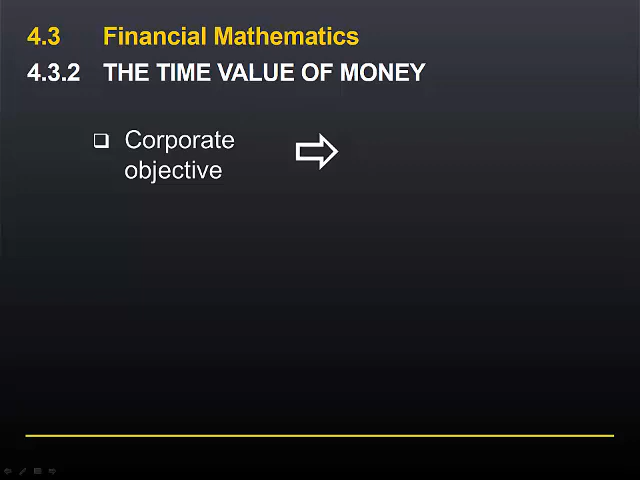 4.3 Financial Mathematics
4.3.2 THE TIME VALUE OF MONEY
Corporate
objective